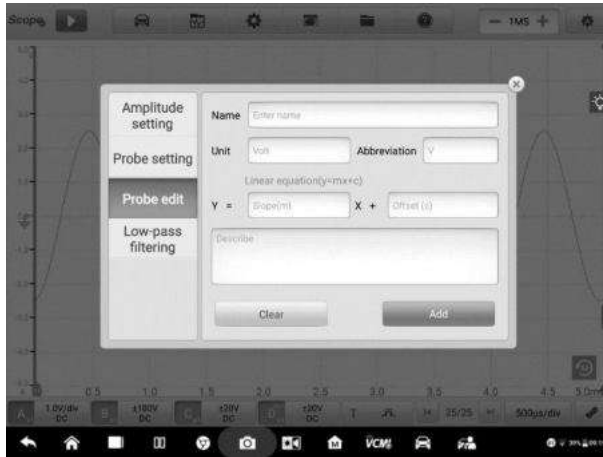 Scope
1MS
Amplitude
setting
Probe setting
Probe edit
Low-pass
filtering
Name
Enter name
Unit
Volt
Abbreviation
V
Linear equation(y=mx+c)
Y =
Slope(m)
X +
Offset (c)
Describe
Clear
Add
0.5 1.0 1.5 2.0 2.5 3.0 3.5 4.0 4.5
A 1.0V/div DC
B ±100V DC
C ±20V DC
D ±20V DC
T
25/25
500μs/div
VCMI